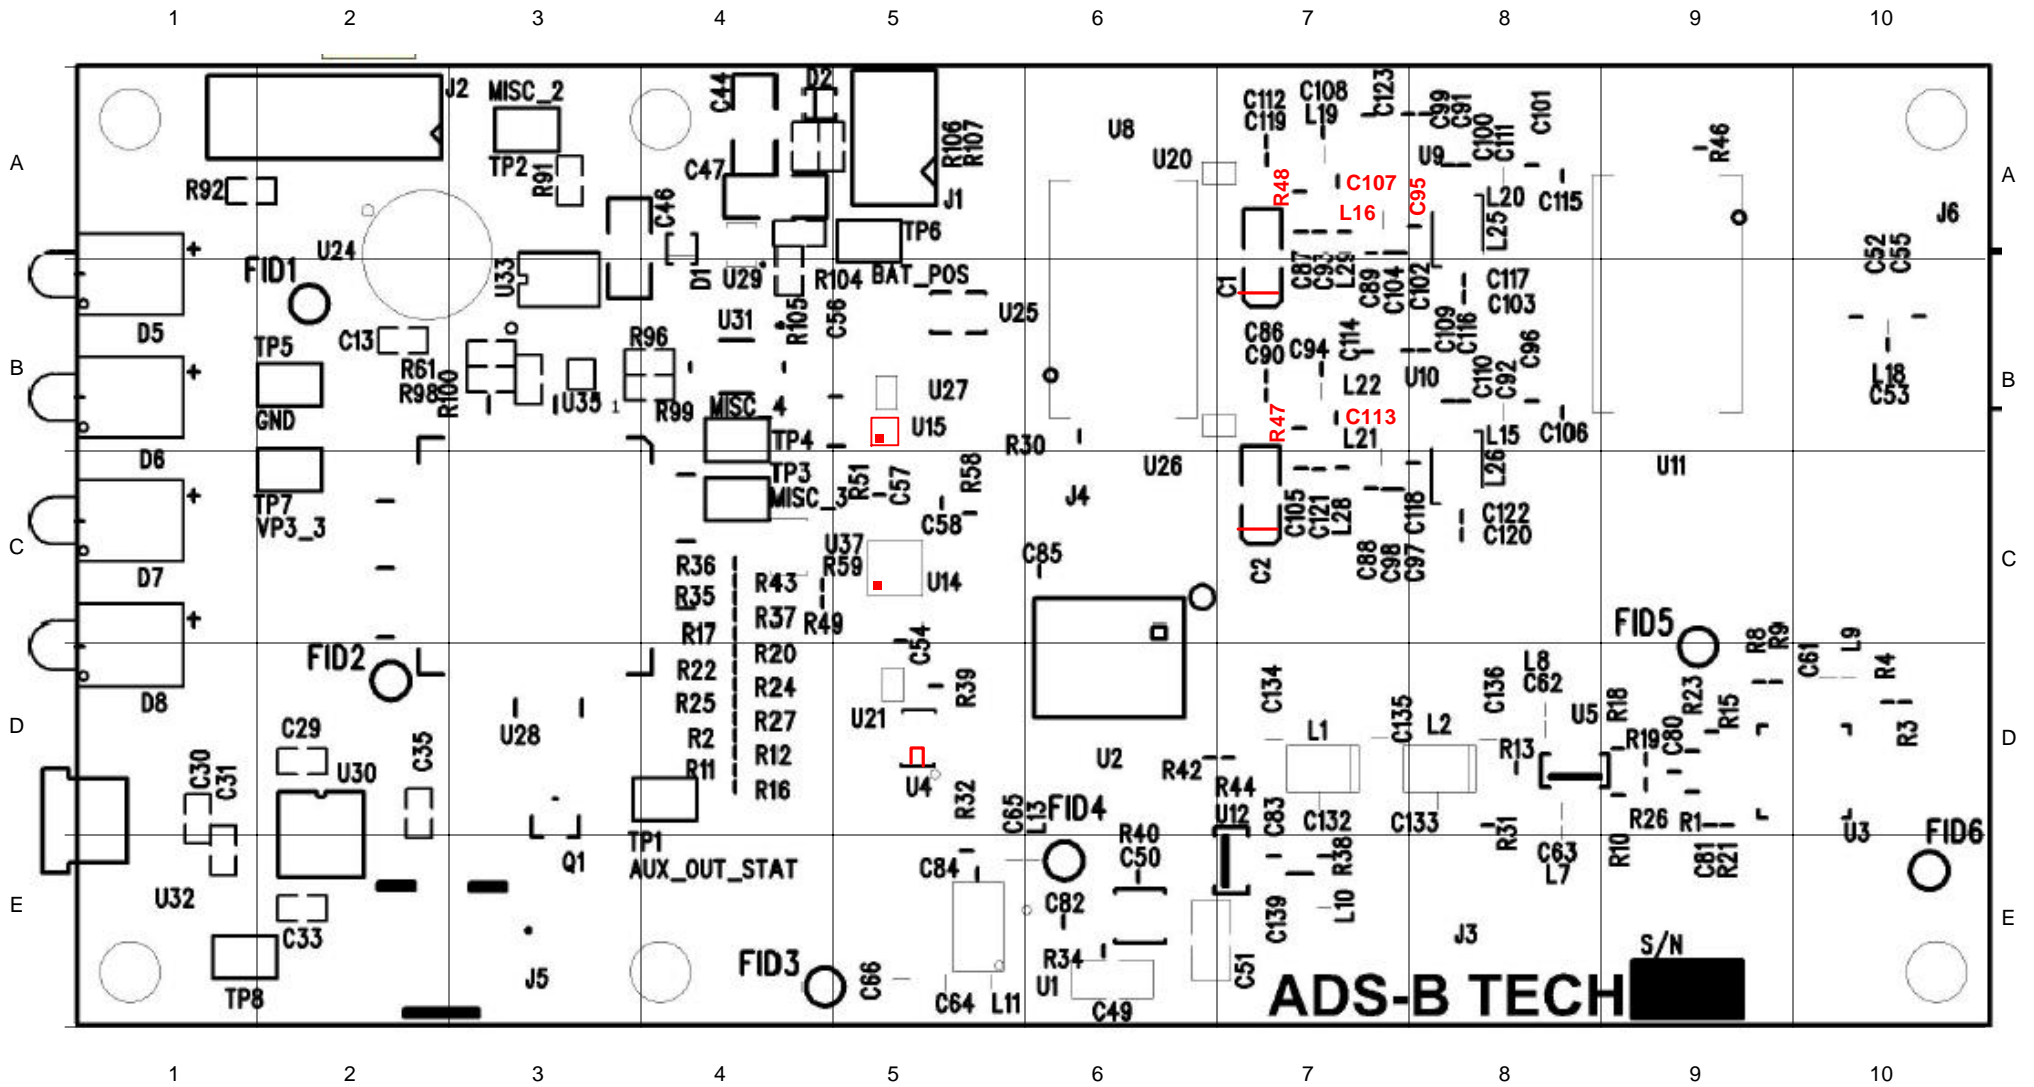 1 2 3 4 5 6 7 8 9 10
A
J2
MISC_2
TP2
R91
R92
C44
D2
C47
C46
R106
R107
J1
TP6
BAT_POS
U8
U20
C112
C119
C108
L19
C123
C99
C91
C100
C111
C101
U9
R46
A
R48
C107
L16
C95
L20
L25
C115
J6
C52
C55
U24
FID1
U33
D1
U29
R104
R105
C56
U25
C1
C87
C93
L29
C89
C104
C102
C117
C103
D5
C13
U31
C86
C90
C94
C114
C109
C116
C96
B
TP5
GND
R61
R98
R100
U35
1
R96
R99
MISC_4
TP4
U27
U15
R30
L22
U10
C110
C92
L18
C53
B
R47
C113
L21
L15
L26
C106
D6
TP7
VP3_3
TP3
MISC_3
R51
C57
R58
C58
U26
J4
U11
C105
C121
L28
C118
C122
C120
C
D7
R36
R35
R17
R22
R25
R2
R11
R43
R37
R20
R24
R27
R12
R16
U37
R59
R49
U14
C85
C2
C88
C98
C97
C
FID5
R8
R9
C61
L9
R4
R3
D8
FID2
C54
R39
U21
C134
L1
C135
L2
C136
L8
C62
U5
R18
R23
R15
R19
C80
D
C30
C31
C29
U30
C35
U28
U4
R32
U2
R42
R44
R13
D
C65
L13
FID4
U12
C83
C132
C133
R31
R26
R1
U3
FID6
TP1
AUX_OUT_STAT
Q1
C84
R40
C50
R38
C63
L7
R10
C81
R21
U32
C33
C82
C139
L10
J3
E
TP8
J5
FID3
C66
C64
L11
R34
U1
C49
C51
S/N
E
ADS-B TECH
1 2 3 4 5 6 7 8 9 10